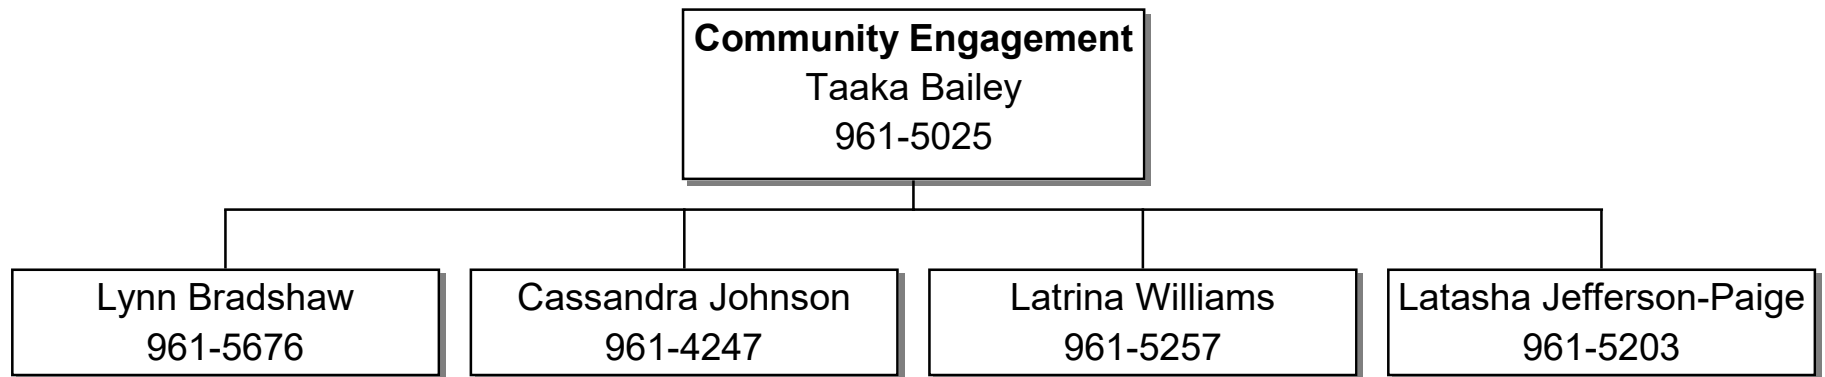 Community Engagement
Taaka Bailey
961-5025
Lynn Bradshaw
961-5676
Cassandra Johnson
961-4247
Latrina Williams
961-5257
Latasha Jefferson-Paige
961-5203